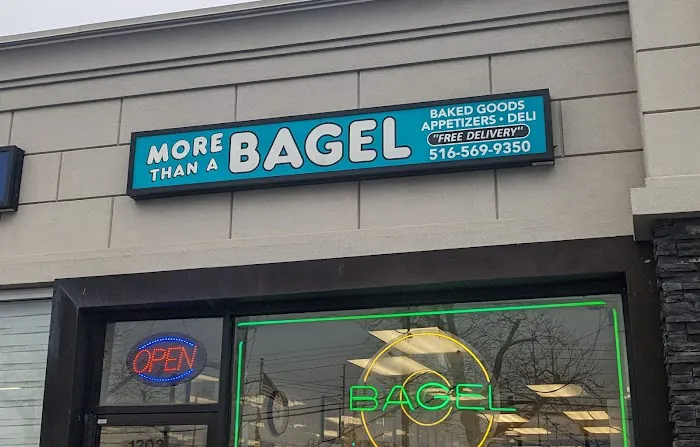 MORE
THAN A
BAGEL
BAKED GOODS
APPETIZERS • DELI
"FREE DELIVERY"
516-569-9350
OPEN
BAGEL